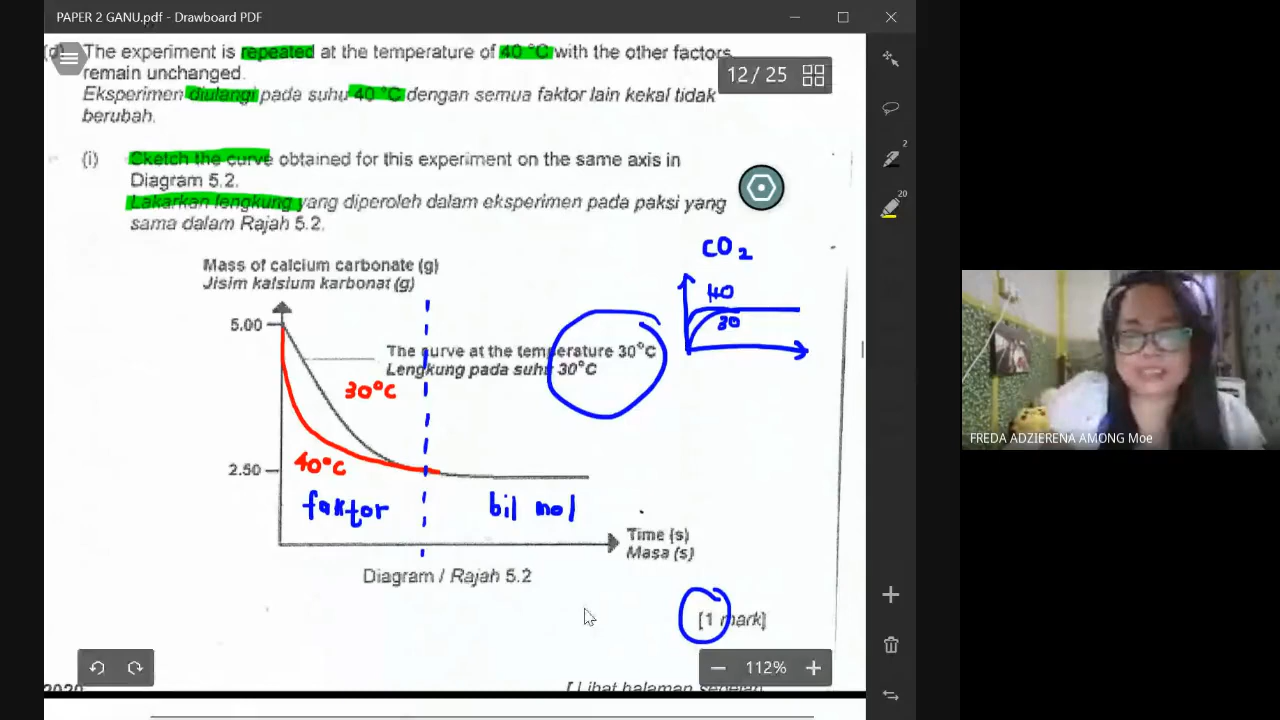 PAPER 2 GANU.pdf - Drawboard PDF
The experiment is repeated at the temperature of 40 °C with the other factors
remain unchanged.
Eksperimen diulangi pada suhu 40 °C dengan semua faktor lain kekal tidak
berubah.
12 / 25
(i) Cketch the curve obtained for this experiment on the same axis in
Diagram 5.2.
Lakarkan lengkung yang diperoleh dalam eksperimen pada paksi yang
sama dalam Rajah 5.2.
2
20
CO2
40
30
Mass of calcium carbonate (g)
Jisim kalsium karbonat (g)
5.00
The curve at the temperature 30°C
Lengkung pada suhu 30°C
30°C
40°C
2.50
faktor
bil mol
Time (s)
Masa (s)
Diagram / Rajah 5.2
[1 mark]
112%
[ Lihat halaman
FREDA ADZIERENA AMONG Moe